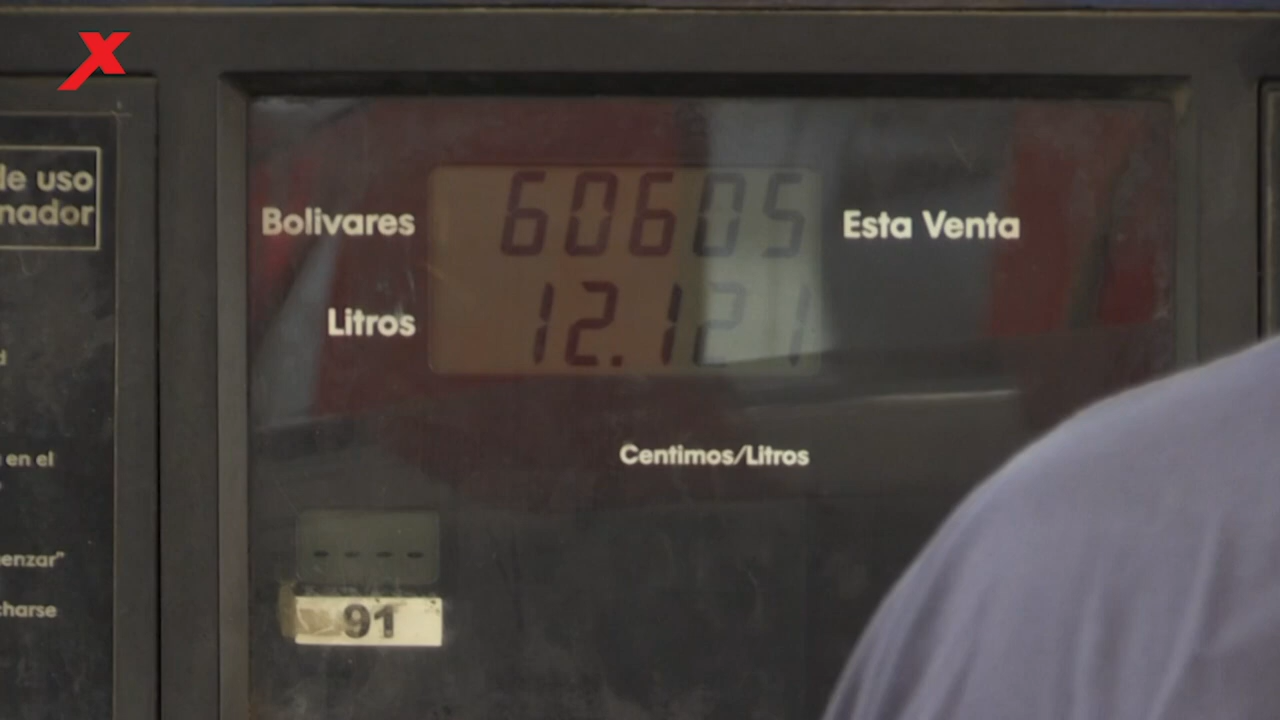 de uso
nador
en el
enzar"
charse
Bolivares
60605
Esta Venta
Litros
12.121
Centimos/Litros
----
91
X